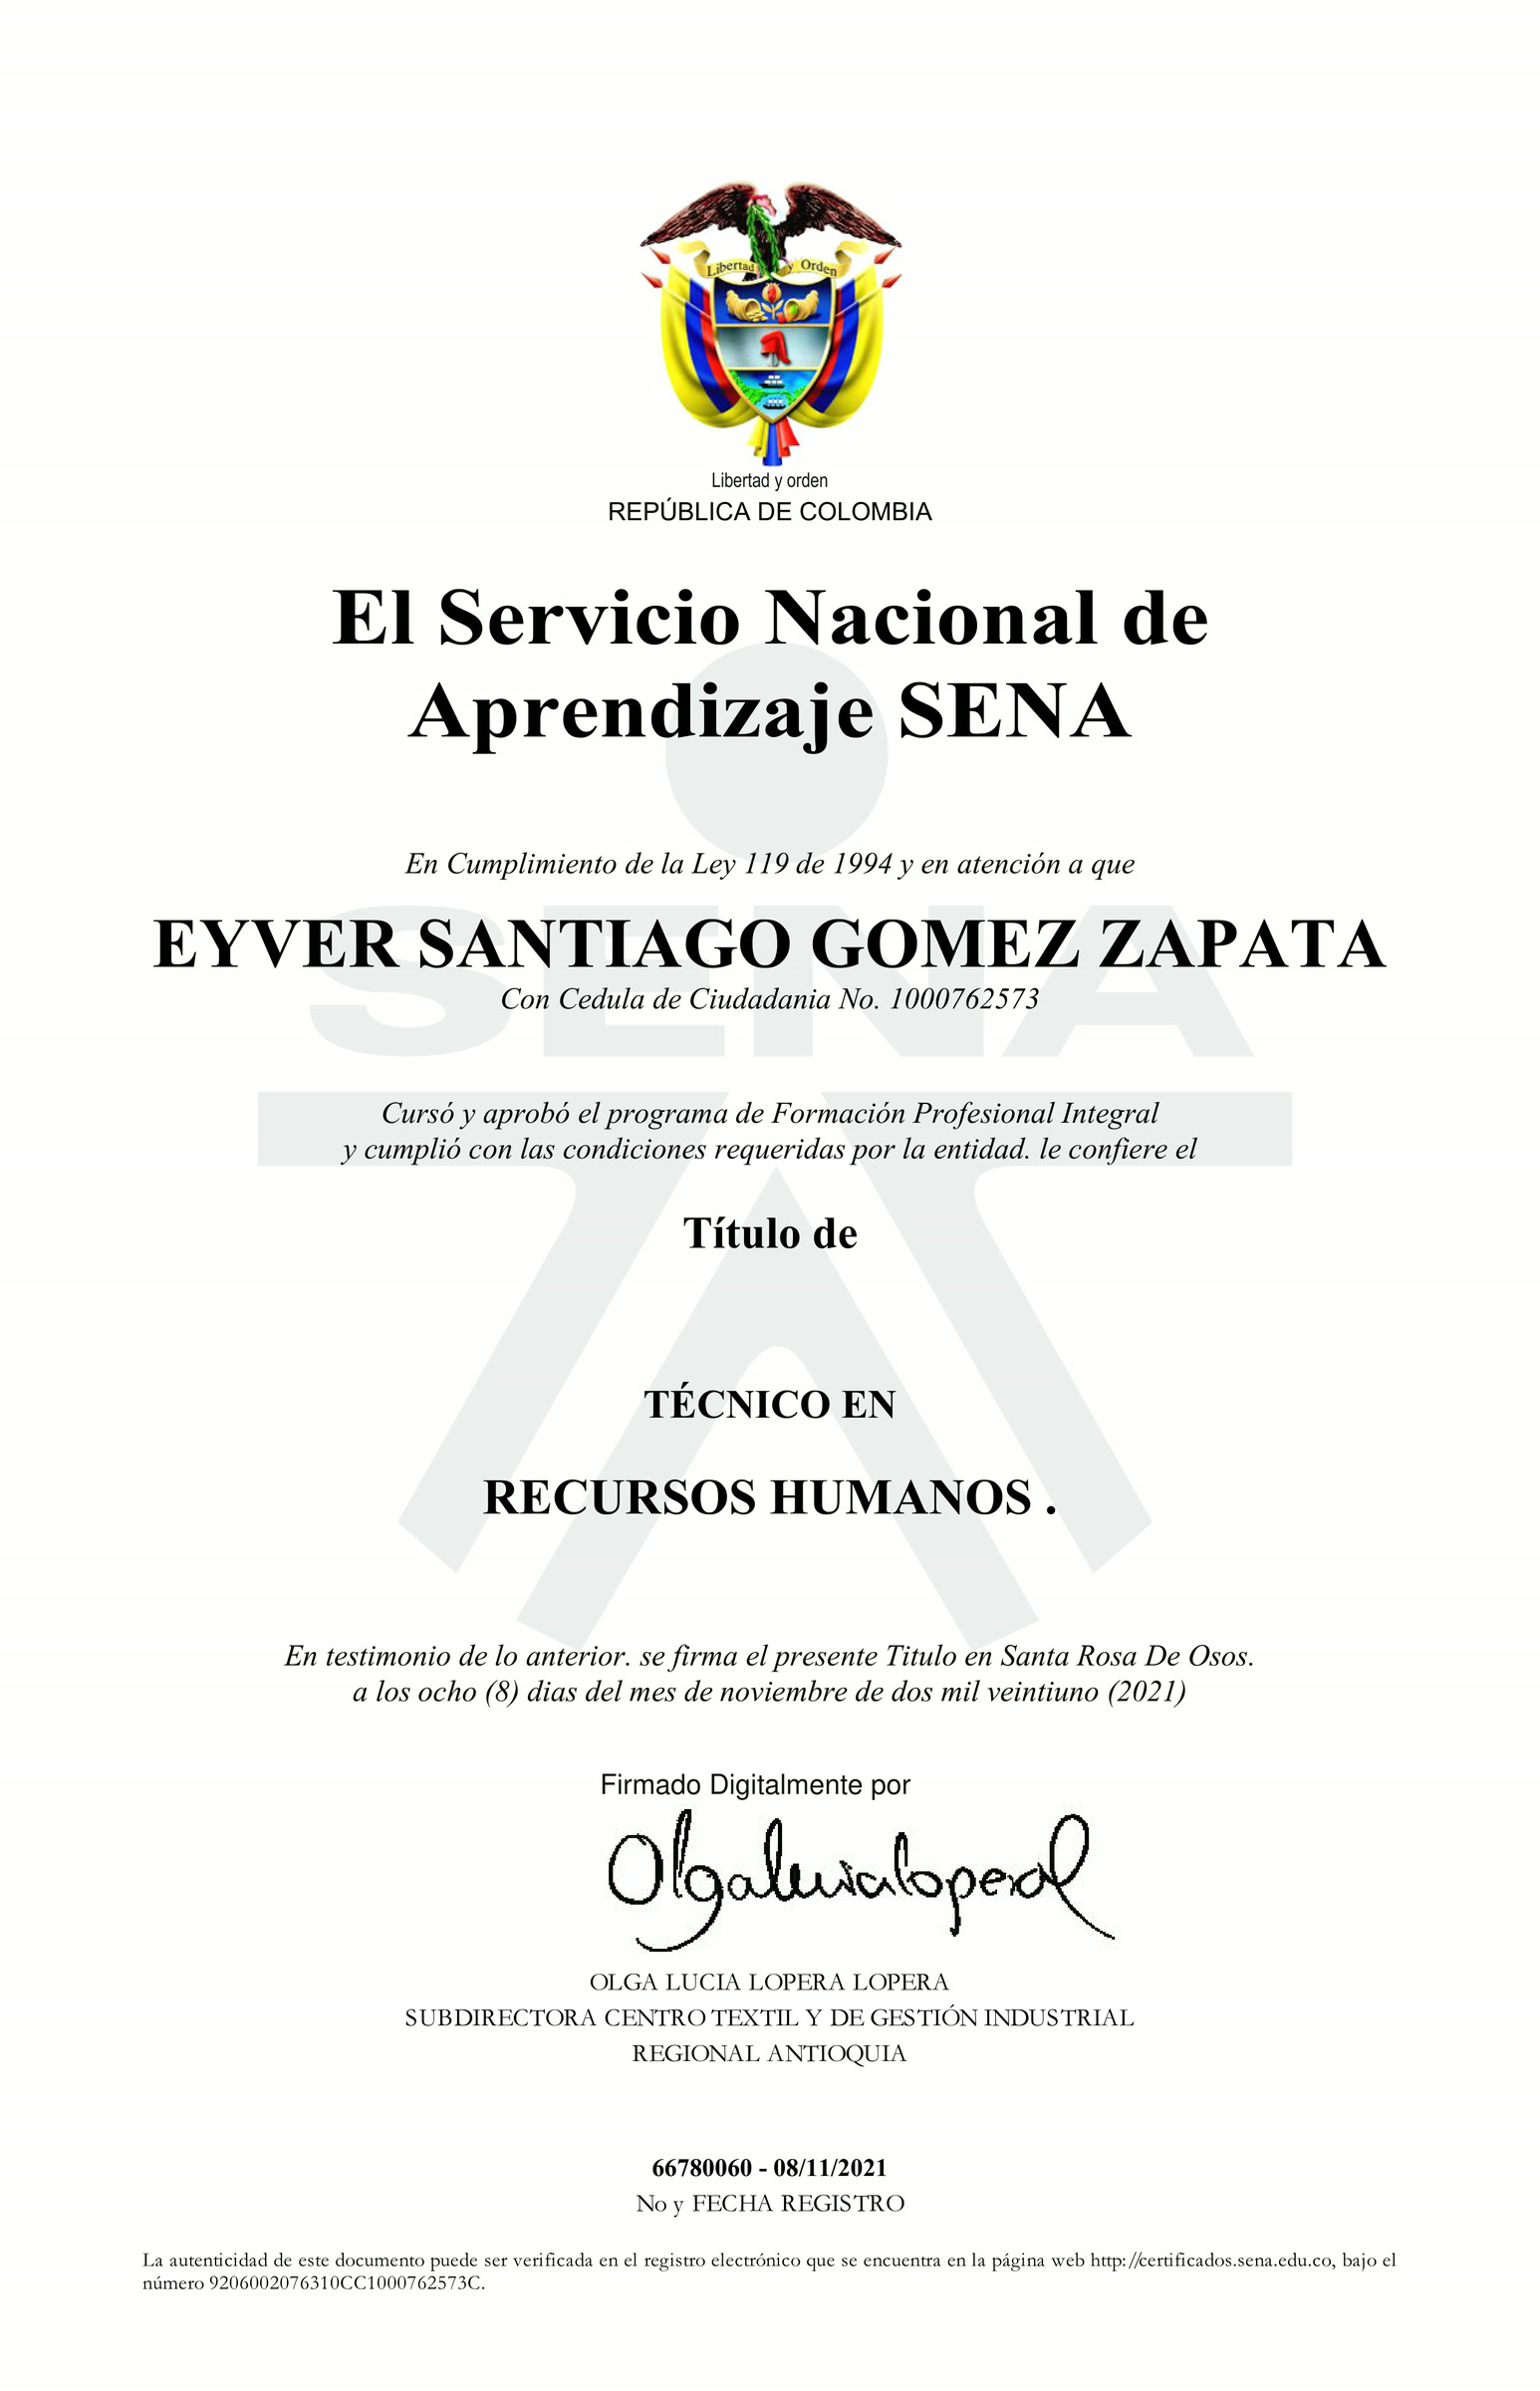 Libertad y Orden
Libertad y orden
REPÚBLICA DE COLOMBIA
El Servicio Nacional de
Aprendizaje SENA
En Cumplimiento de la Ley 119 de 1994 y en atención a que
SENA
EYVER SANTIAGO GOMEZ ZAPATA
Con Cedula de Ciudadania No. 1000762573
Cursó y aprobó el programa de Formación Profesional Integral
y cumplió con las condiciones requeridas por la entidad. le confiere el
Título de
TÉCNICO EN
RECURSOS HUMANOS .
En testimonio de lo anterior. se firma el presente Titulo en Santa Rosa De Osos.
a los ocho (8) dias del mes de noviembre de dos mil veintiuno (2021)
Firmado Digitalmente por
Olgalucialoperal
OLGA LUCIA LOPERA LOPERA
SUBDIRECTORA CENTRO TEXTIL Y DE GESTIÓN INDUSTRIAL
REGIONAL ANTIOQUIA
66780060 - 08/11/2021
No y FECHA REGISTRO
La autenticidad de este documento puede ser verificada en el registro electrónico que se encuentra en la página web http://certificados.sena.edu.co, bajo el
número 9206002076310CC1000762573C.